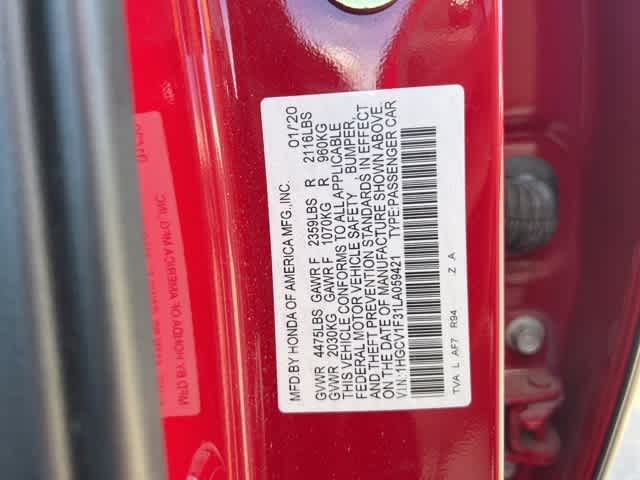 MFD.BY HONDA OF AMERICA MFG.,INC. 01/20
GVWR 4475LBS GAWR F 2359LBS R 2116LBS
GVWR 2030KG GAWR F 1070KG R 960KG
THIS VEHICLE CONFORMS TO ALL APPLICABLE
FEDERAL MOTOR VEHICLE SAFETY, BUMPER,
AND THEFT PREVENTION STANDARDS IN EFFECT
ON THE DATE OF MANUFACTURE SHOWN ABOVE.
V.I.N.:1HGCV1F31LA059421 TYPE:PASSENGER CAR
TVA L AF7 R94 Z A